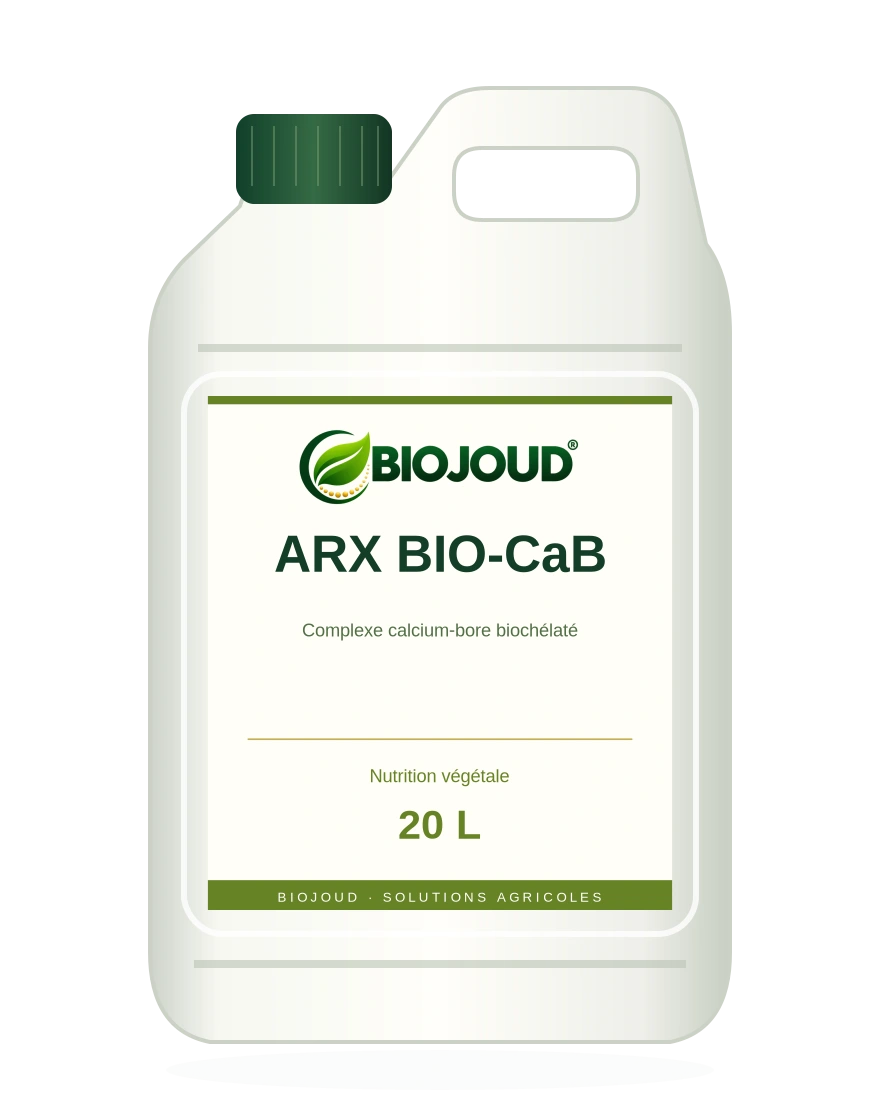 BIOJOUD®
ARX BIO-CaB
Complexe calcium-bore biochélaté
Nutrition végétale
20 L
BIOJOUD · SOLUTIONS AGRICOLES